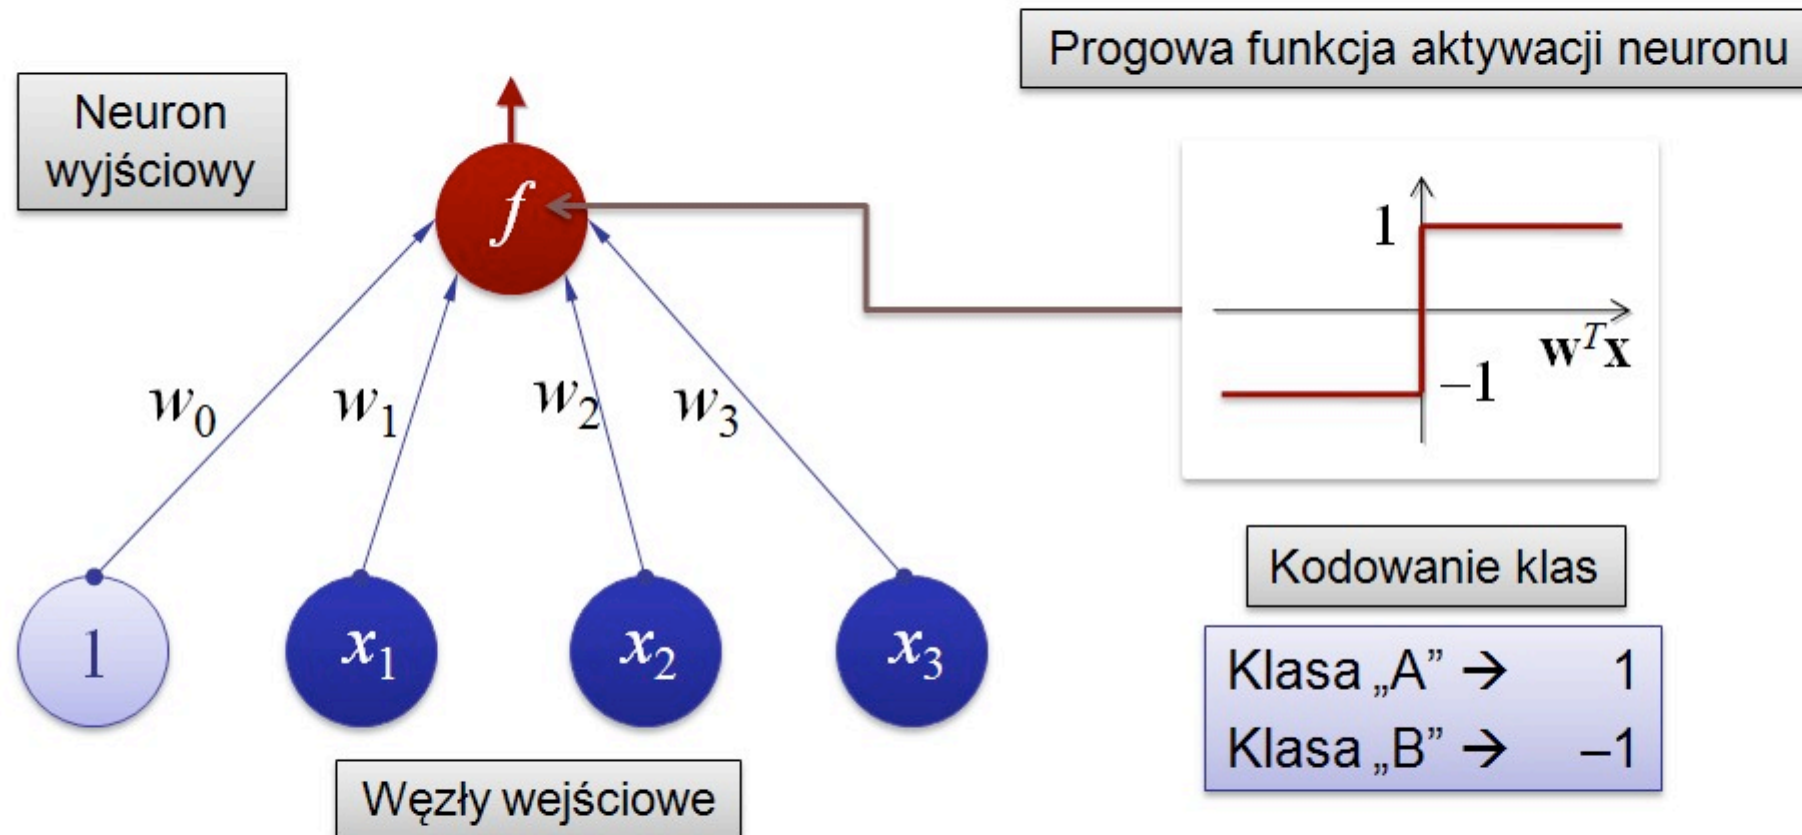 Progowa funkcja aktywacji neuronu
Neuron
wyjściowy
f
1
–1
wᵀx
w₀ w₁ w₂ w₃
1 x₁ x₂ x₃
Węzły wejściowe
Kodowanie klas
Klasa „A” → 1
Klasa „B” → –1